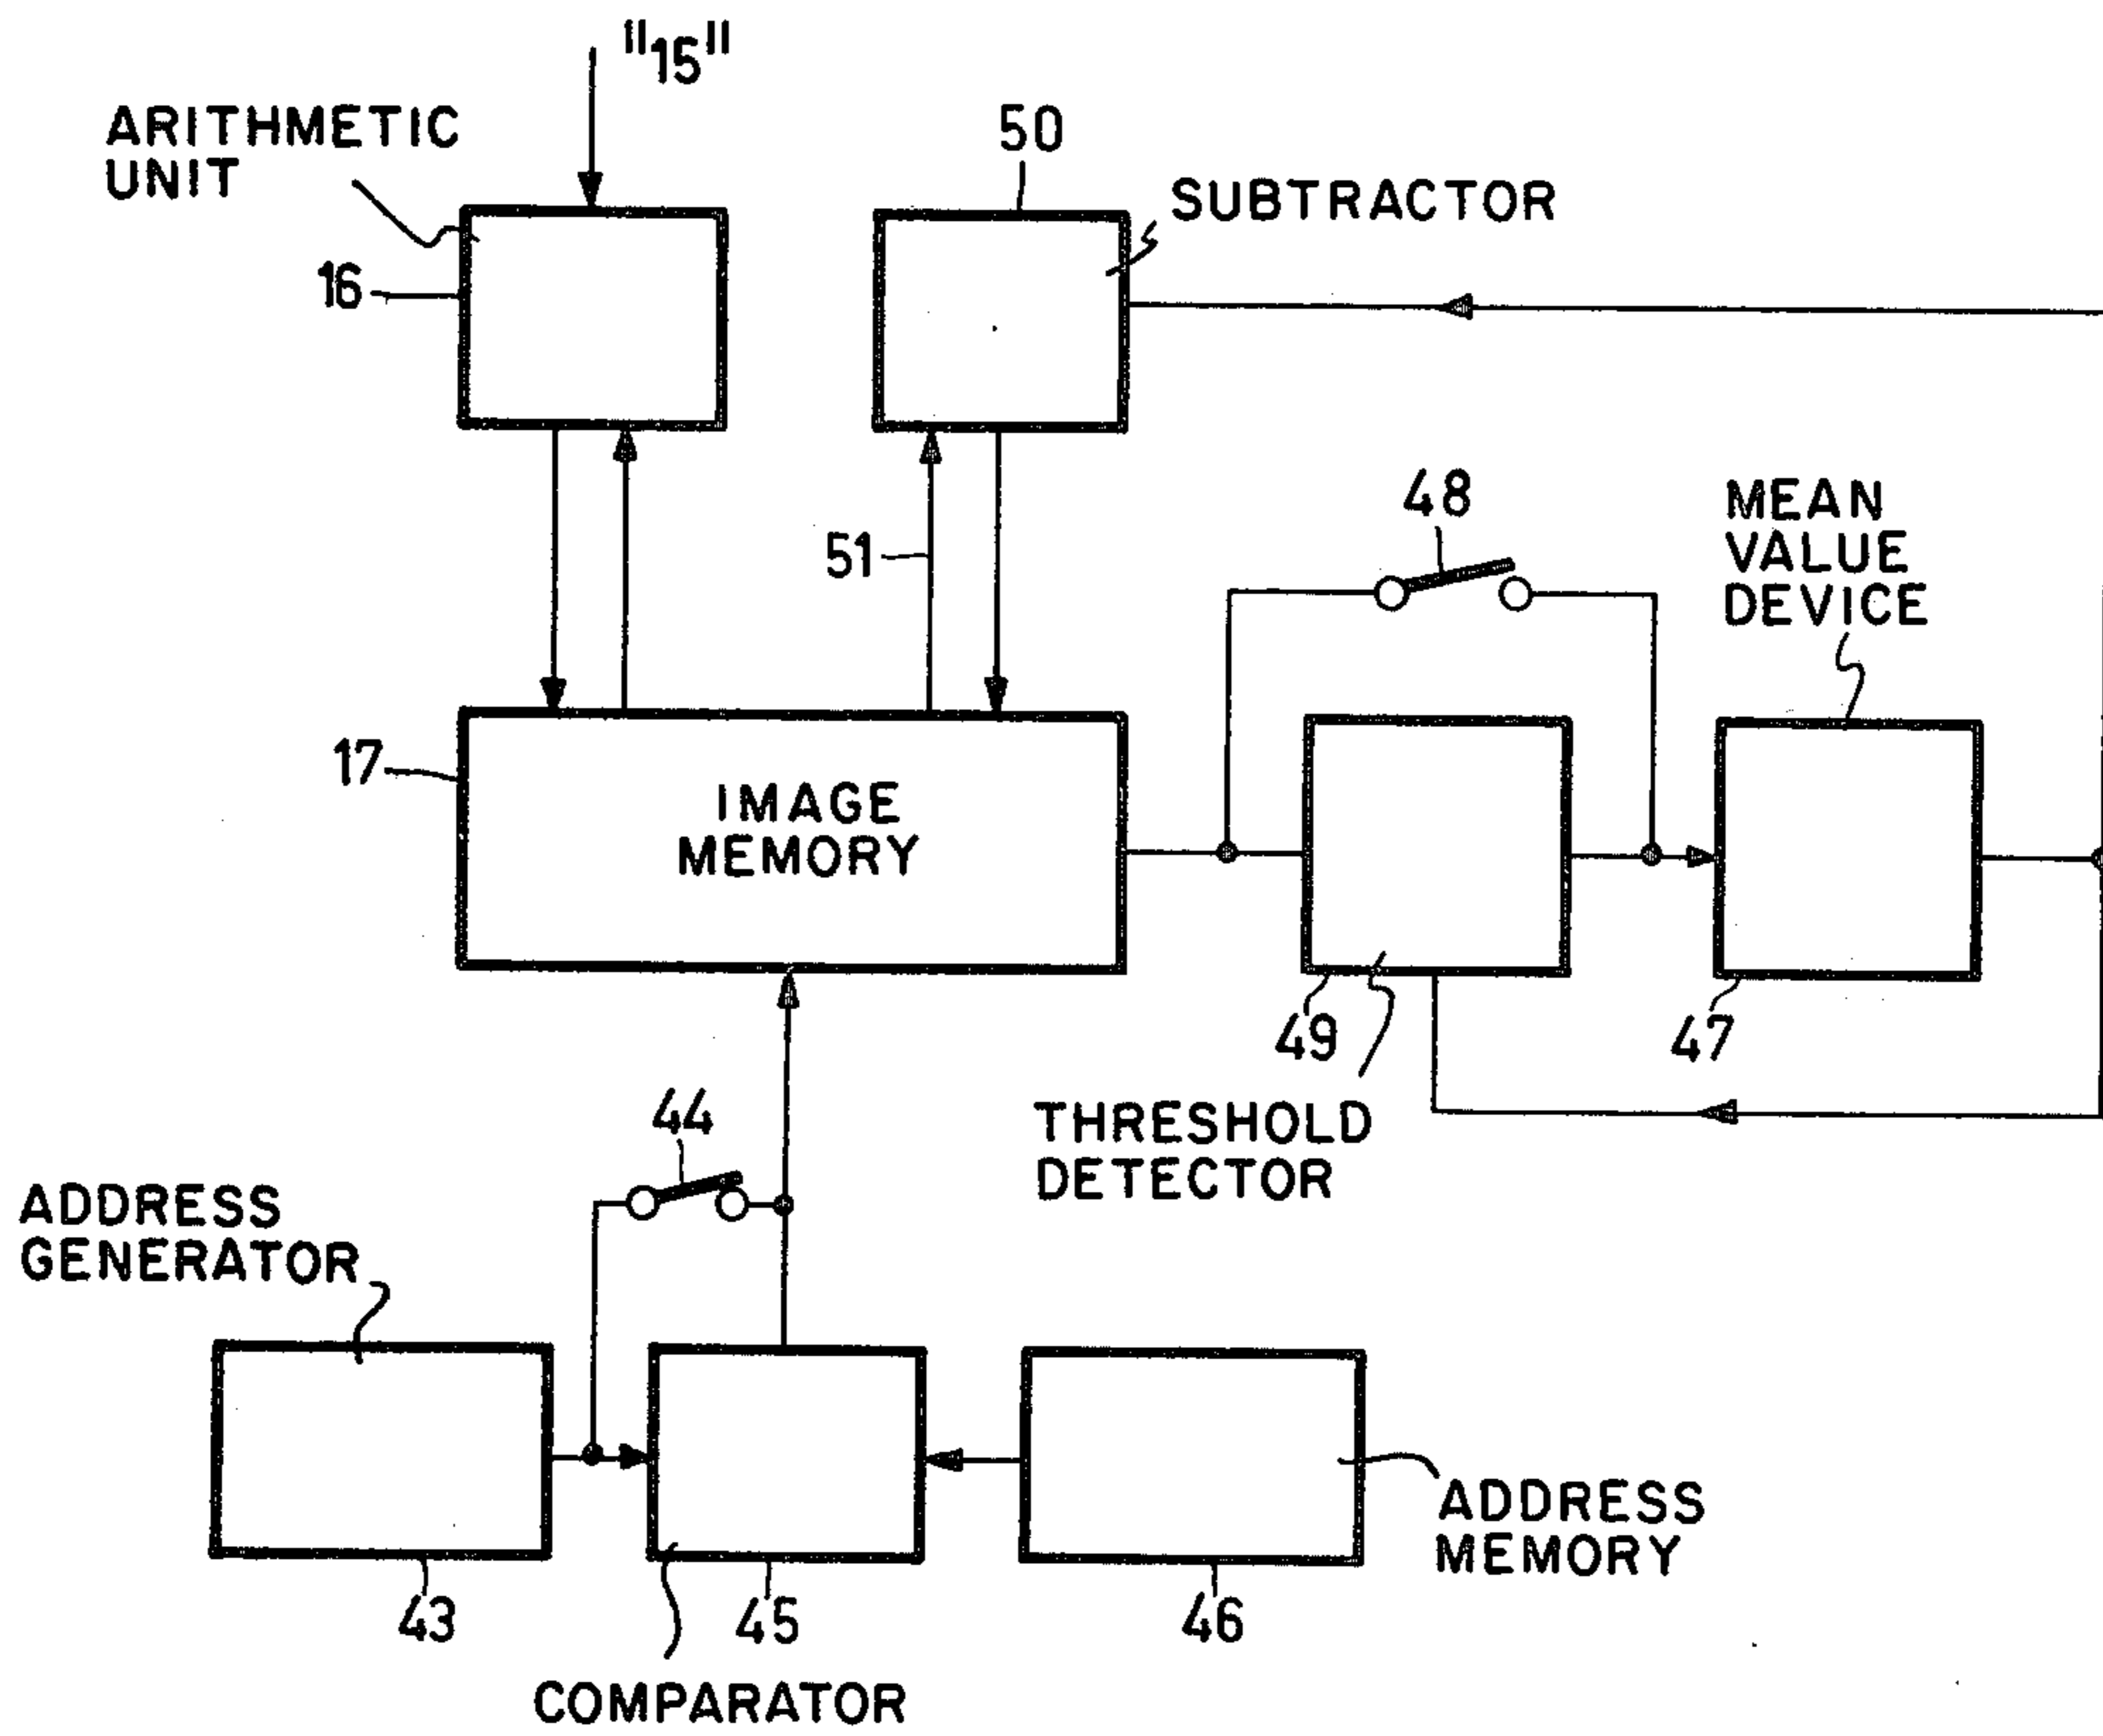 "15"
ARITHMETIC
UNIT
50
SUBTRACTOR
16
48
MEAN
VALUE
DEVICE
51
17
IMAGE
MEMORY
49
47
44
THRESHOLD
DETECTOR
ADDRESS
GENERATOR
ADDRESS
MEMORY
43
45
46
COMPARATOR